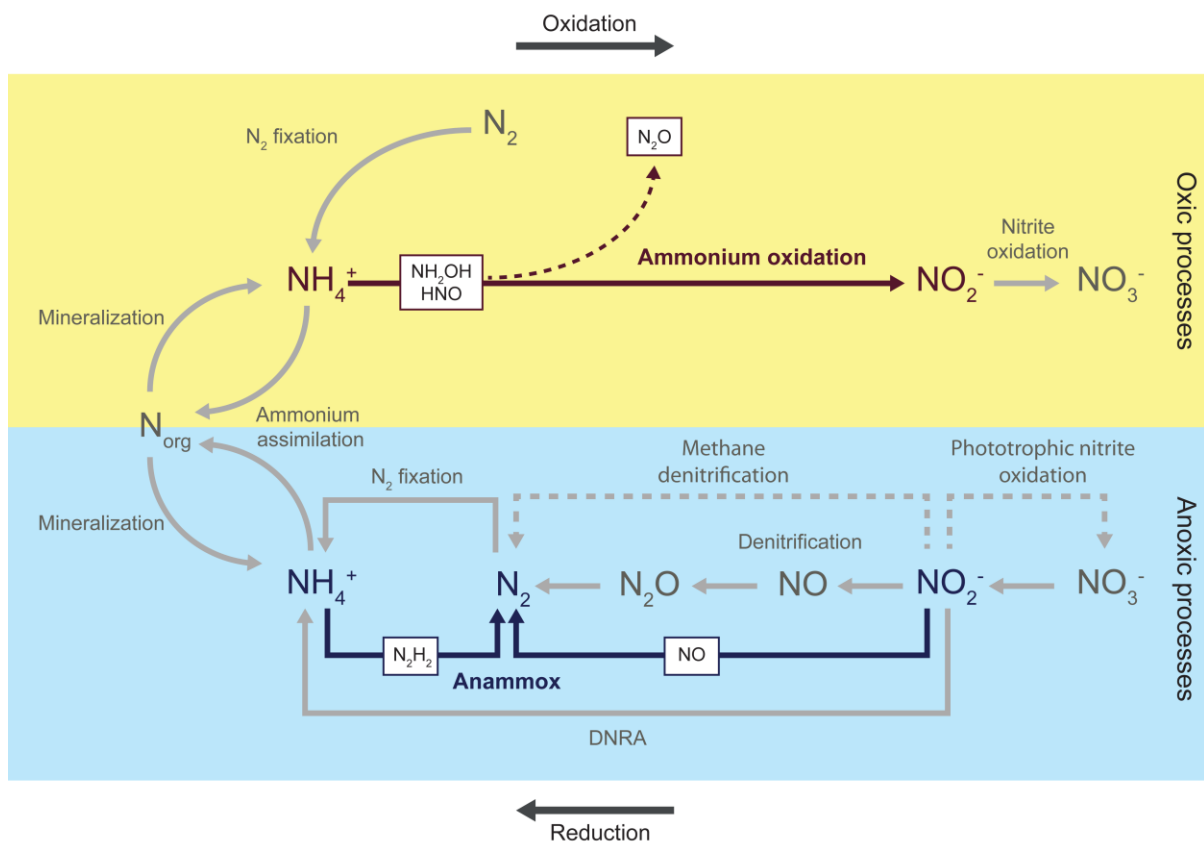 Oxidation
N₂
N₂O
N₂ fixation
Oxic processes
Nitrite
oxidation
Ammonium oxidation
NH₂OH
HNO
NH₄⁺
NO₂⁻
NO₃⁻
Mineralization
Ammonium
assimilation
N_org
Methane
denitrification
Phototrophic nitrite
oxidation
N₂ fixation
Anoxic processes
Mineralization
Denitrification
NH₄⁺
N₂
N₂O
NO
NO₂⁻
NO₃⁻
N₂H₂
NO
Anammox
DNRA
Reduction